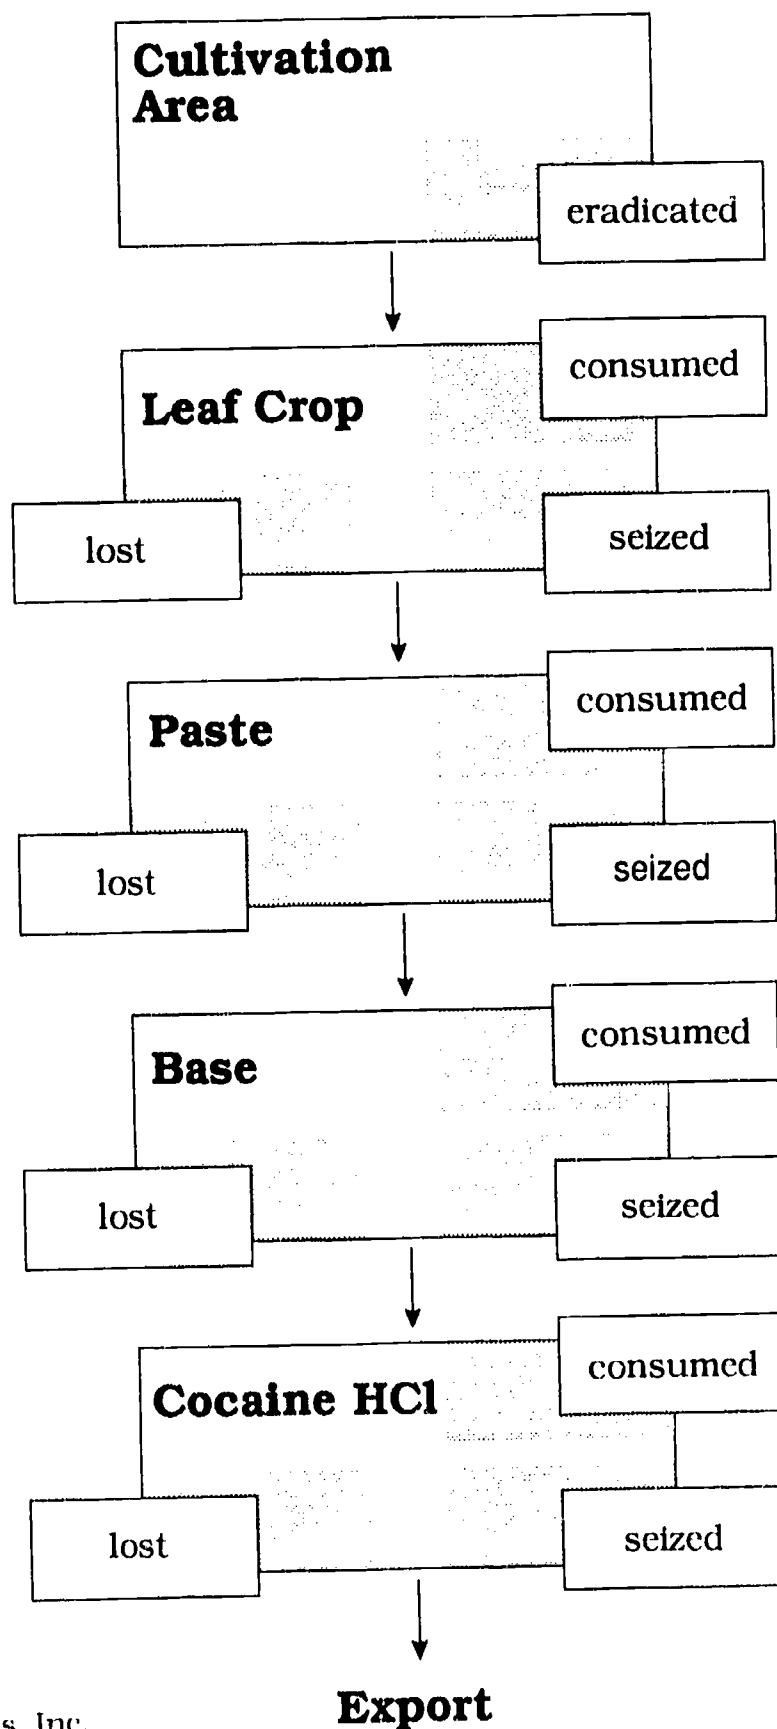 Cultivation
Area
eradicated
consumed
Leaf Crop
lost
seized
consumed
Paste
lost
seized
consumed
Base
lost
seized
consumed
Cocaine HCl
lost
seized
Export
s, Inc.